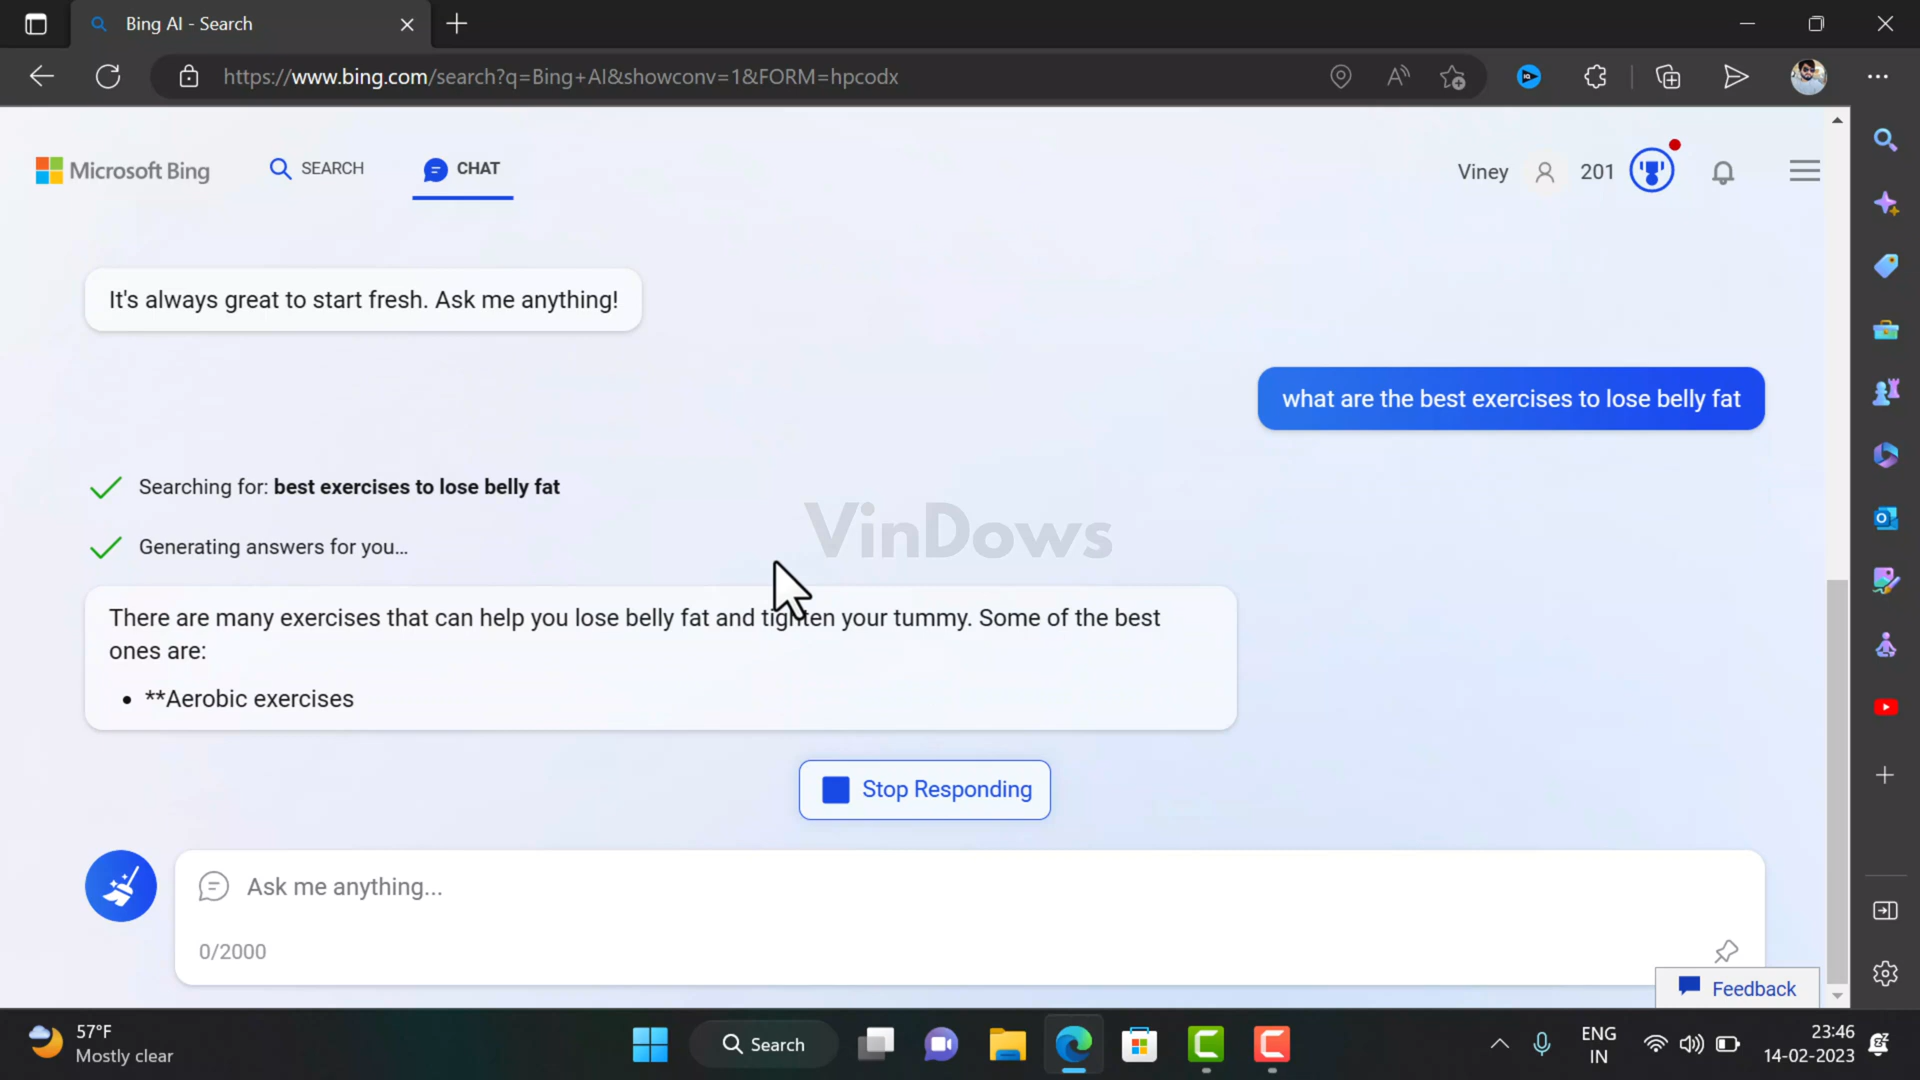 Bing AI - Search
https://www.bing.com/search?q=Bing+AI&showconv=1&FORM=hpcodx
Microsoft Bing
SEARCH
CHAT
Viney
201
It's always great to start fresh. Ask me anything!
what are the best exercises to lose belly fat
Searching for: best exercises to lose belly fat
VinDows
Generating answers for you...
There are many exercises that can help you lose belly fat and tighten your tummy. Some of the best
ones are:
• **Aerobic exercises
Stop Responding
Ask me anything...
0/2000
Feedback
57°F
Mostly clear
Search
ENG
IN
23:46
14-02-2023